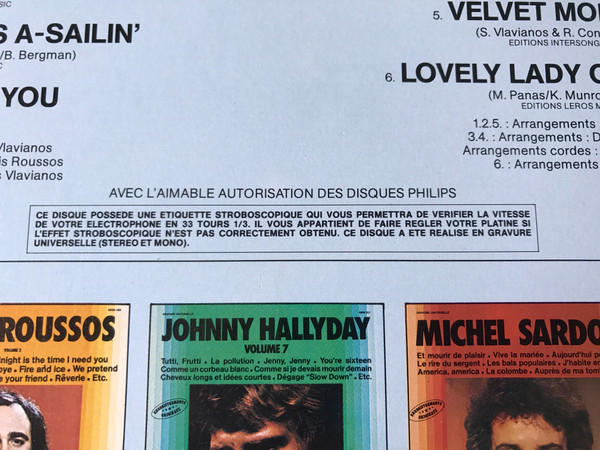 SIC
S A-SAILIN'
/B. Bergman)
C
YOU
Vlavianos
is Roussos
s Vlavianos
5. VELVET MO
(S. Vlavianos & R. Con
EDITIONS INTERSONG
6. LOVELY LADY O
(M. Panas/K. Munro
EDITIONS LEROS M
1.2.5. : Arrangements
3.4. : Arrangements : D
Arrangements cordes :
6. : Arrangements
AVEC L'AIMABLE AUTORISATION DES DISQUES PHILIPS
CE DISQUE POSSEDE UNE ETIQUETTE STROBOSCOPIQUE QUI VOUS PERMETTRA DE VERIFIER LA VITESSE
DE VOTRE ELECTROPHONE EN 33 TOURS 1/3. IL VOUS APPARTIENT DE FAIRE REGLER VOTRE PLATINE SI
L'EFFET STROBOSCOPIQUE N'EST PAS CORRECTEMENT OBTENU. CE DISQUE A ETE REALISE EN GRAVURE
UNIVERSELLE (STEREO ET MONO).
ROUSSOS
VOLUME 2
night is the time I need you
bye . Fire and ice . We pretend
e your friend . Rêverie . Etc.
JOHNNY HALLYDAY
VOLUME 7
Tutti, Frutti . La pollution . Jenny, Jenny . You're sixteen
Comme un corbeau blanc . Comme si je devais mourir demain
Cheveux longs et idées courtes . Dégage "Slow Down" . Etc.
MICHEL SARDO
Et mourir de plaisir . Vive la mariée . Aujourd'hui p
Le rire du sergent . Les bals populaires . J'habite e
America, america . La colombe . Auprès de ma tomb